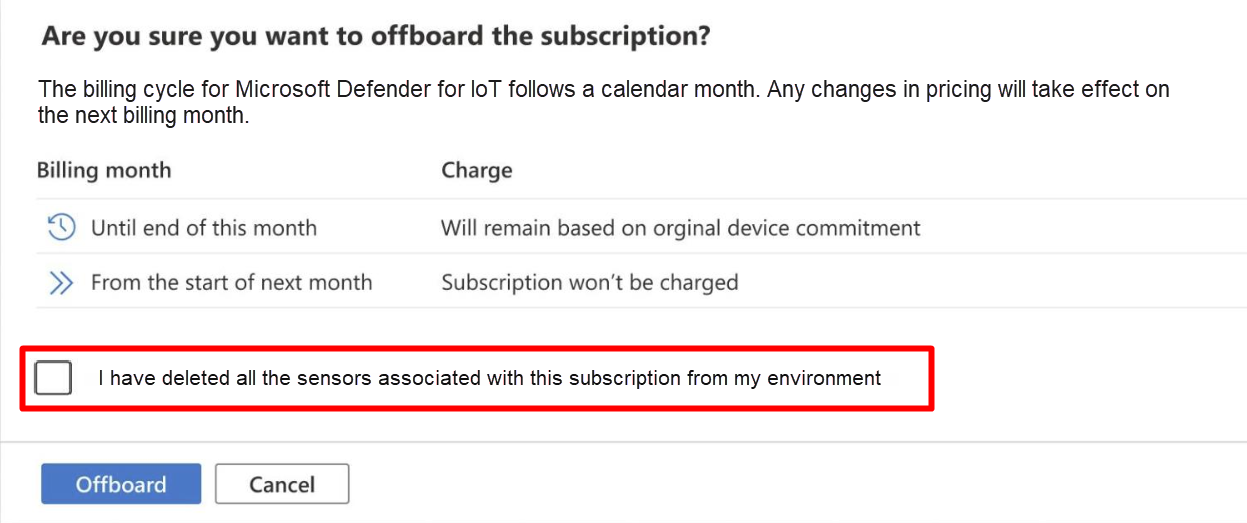 Are you sure you want to offboard the subscription?
The billing cycle for Microsoft Defender for IoT follows a calendar month. Any changes in pricing will take effect on
the next billing month.
Billing month Charge
Until end of this month Will remain based on orginal device commitment
From the start of next month Subscription won't be charged
I have deleted all the sensors associated with this subscription from my environment
Offboard Cancel